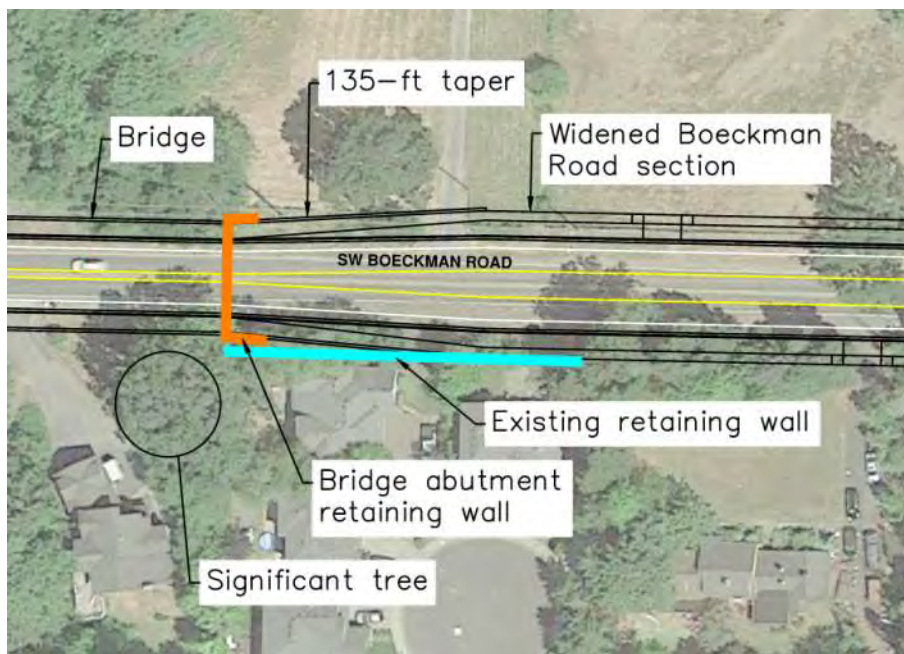 135-ft taper
Bridge
Widened Boeckman
Road section
SW BOECKMAN ROAD
Existing retaining wall
Bridge abutment
retaining wall
Significant tree